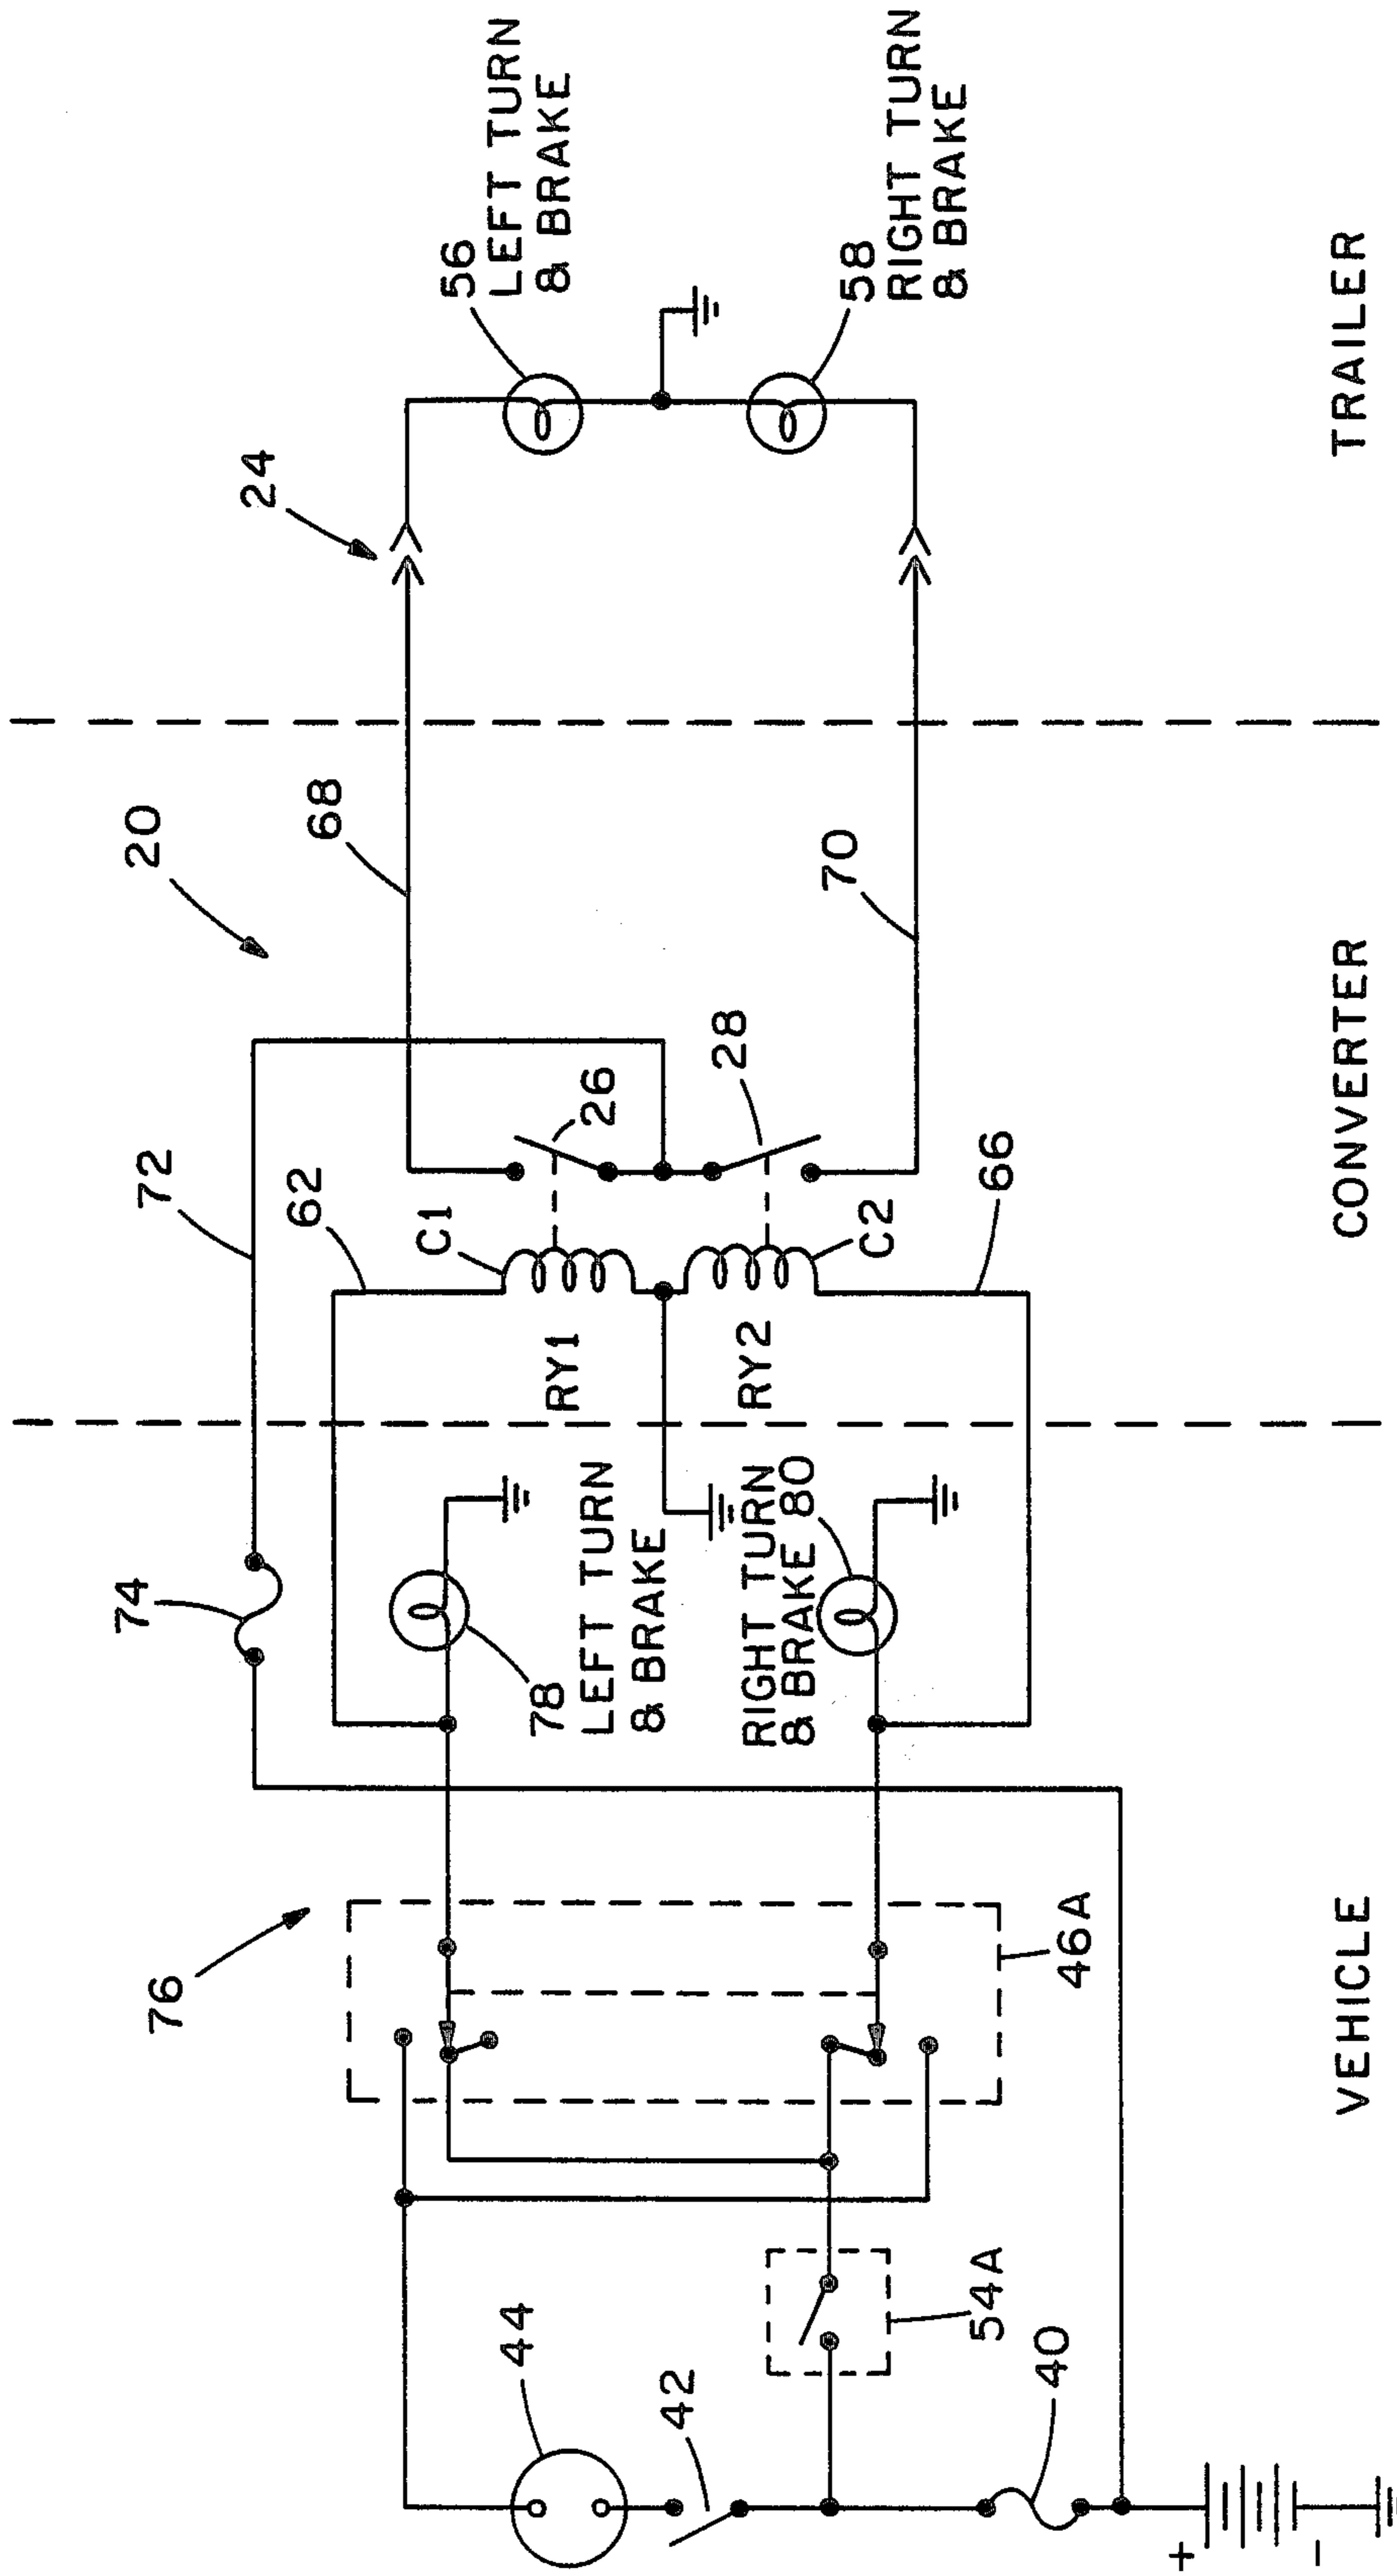 76
74
72
20
24
62
68
44
42
78
LEFT TURN
& BRAKE
C1
RY1
26
56
LEFT TURN
& BRAKE
RIGHT TURN
& BRAKE 80
RY2
28
C2
70
58
RIGHT TURN
& BRAKE
54A
40
46A
66
+
-
VEHICLE
CONVERTER
TRAILER